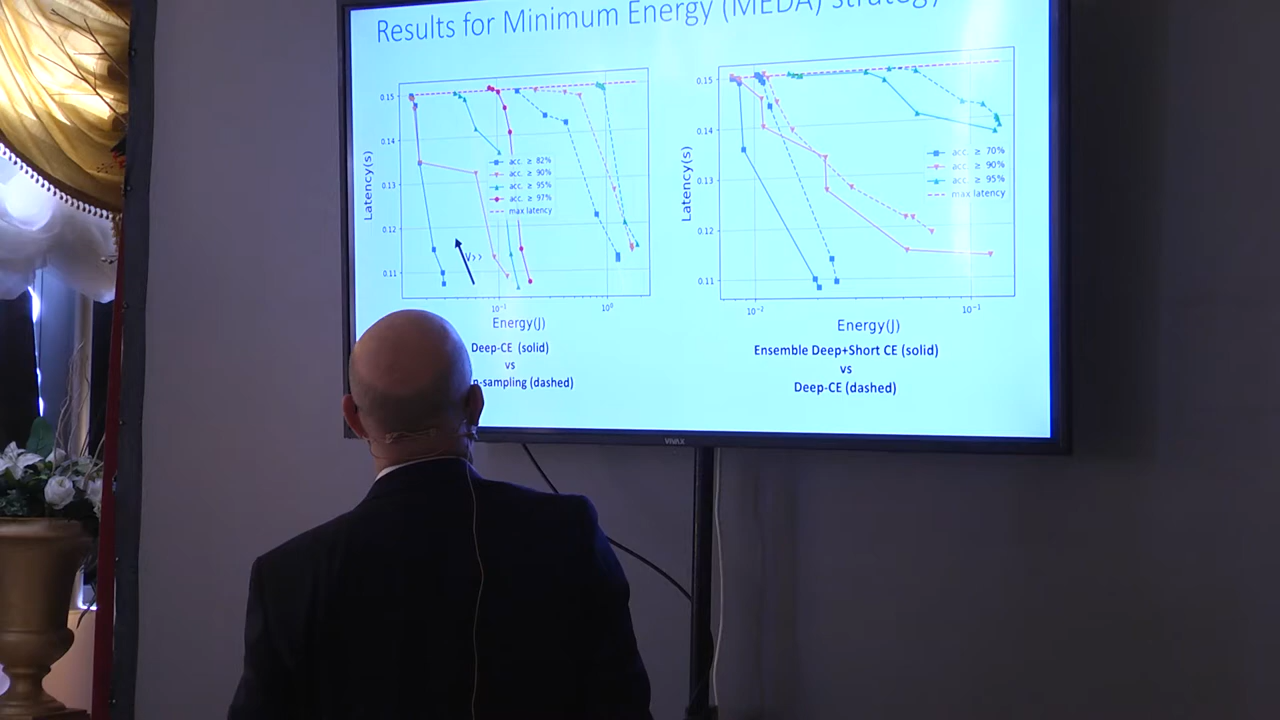 Results for Minimum Energy (MEDA) strategy
0.15
0.14
0.13
0.12
0.11
Latency(s)
acc. ≥ 82%
acc. ≥ 90%
acc. ≥ 95%
acc. ≥ 97%
max latency
V>>
10⁻¹
10⁰
Energy(J)
Deep-CE (solid)
vs
-sampling (dashed)
0.15
0.14
0.13
0.12
0.11
Latency(s)
acc. ≥ 70%
acc. ≥ 90%
acc. ≥ 95%
max latency
10⁻²
10⁻¹
Energy(J)
Ensemble Deep+Short CE (solid)
vs
Deep-CE (dashed)
VIVAX